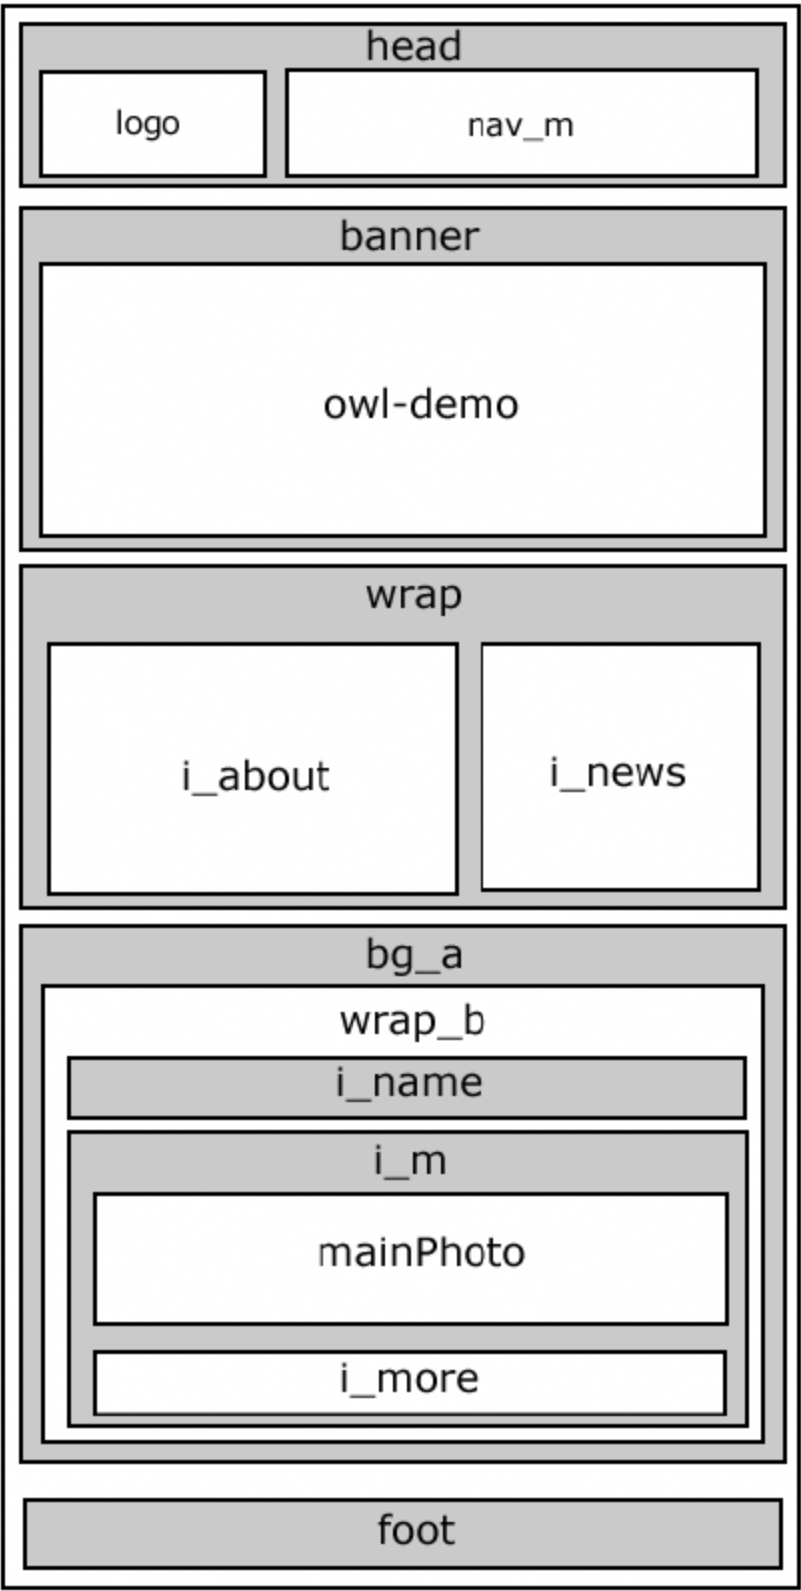 head
logo
nav_m
banner
owl-demo
wrap
i_about
i_news
bg_a
wrap_b
i_name
i_m
mainPhoto
i_more
foot